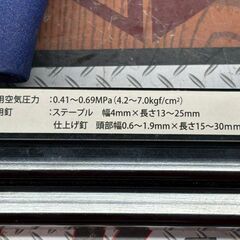 用空気圧力 :0.41〜0.69MPa(4.2〜7.0kgf/cm²)
用釘 :ステープル 幅4mm×長さ13〜25mm
仕上げ釘 頭部幅0.6〜1.9mm×長さ15〜30mm